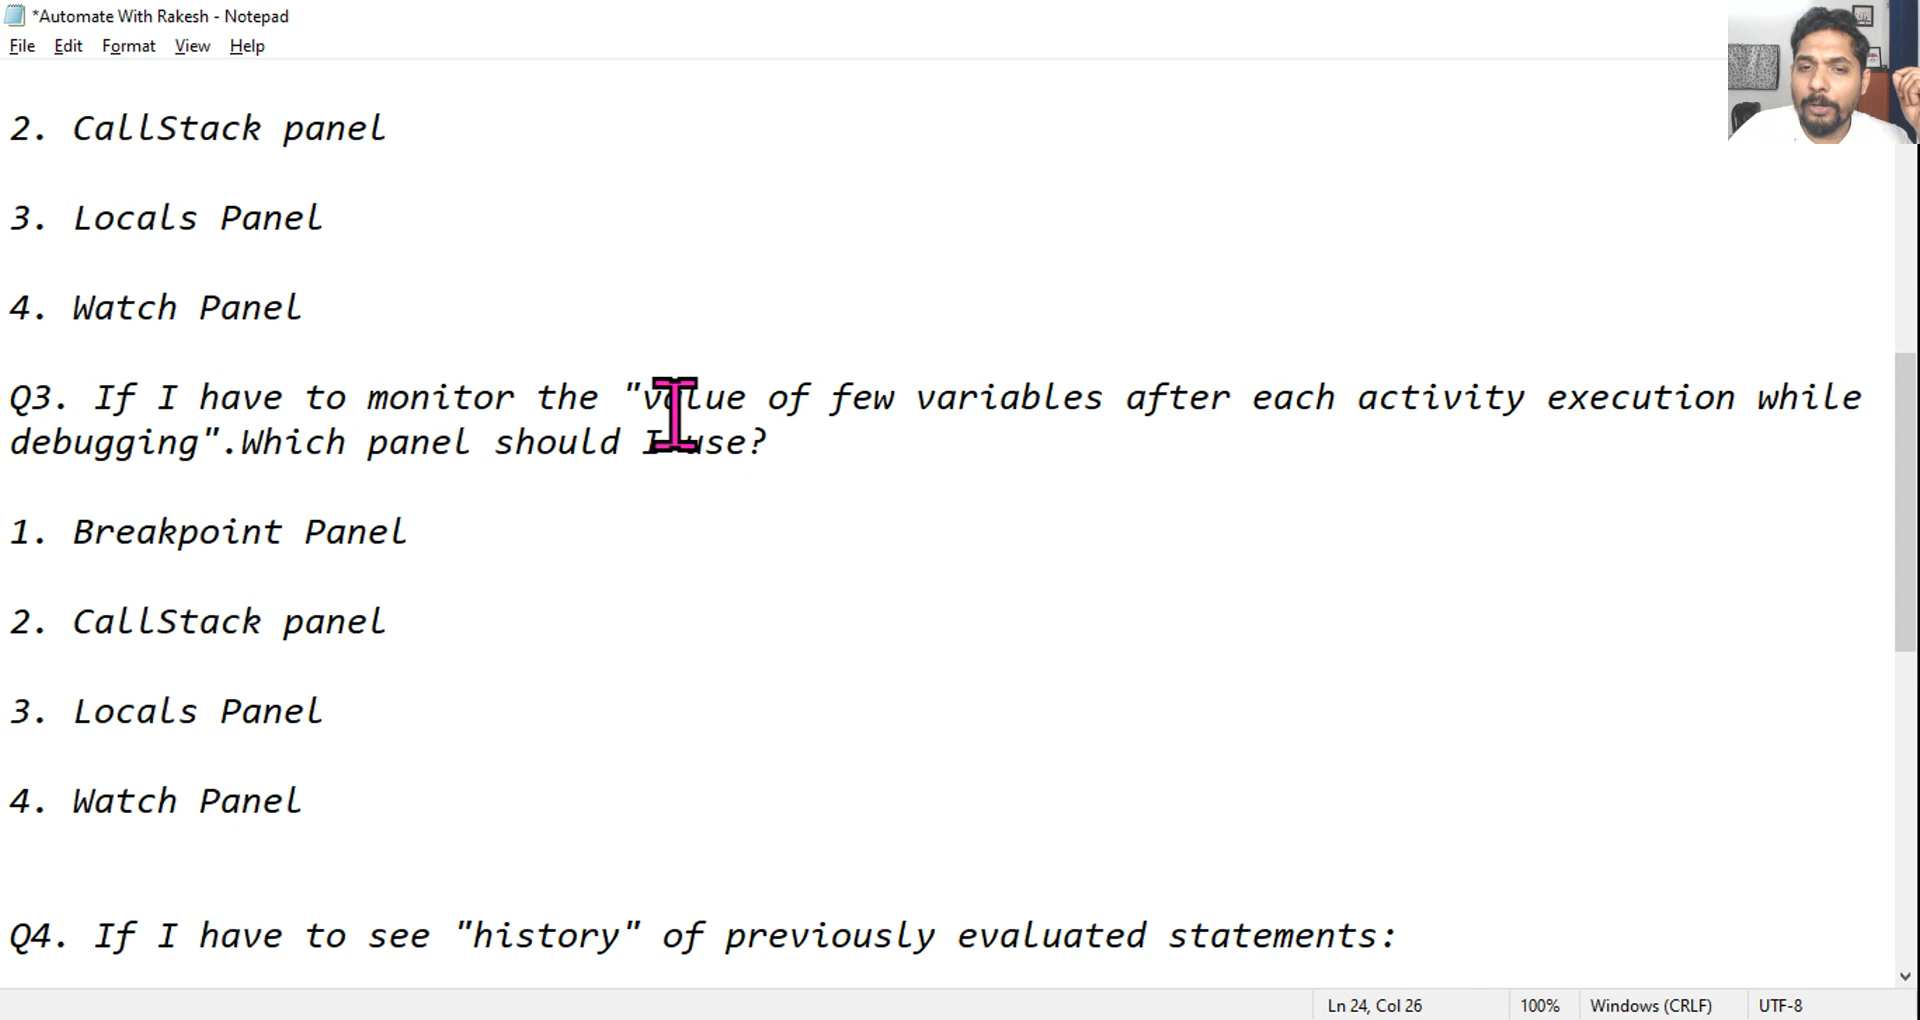 *Automate With Rakesh - Notepad
File Edit Format View Help
2. CallStack panel
3. Locals Panel
4. Watch Panel
Q3. If I have to monitor the "value of few variables after each activity execution while
debugging".Which panel should I use?
1. Breakpoint Panel
2. CallStack panel
3. Locals Panel
4. Watch Panel
Q4. If I have to see "history" of previously evaluated statements:
Ln 24, Col 26 100% Windows (CRLF) UTF-8